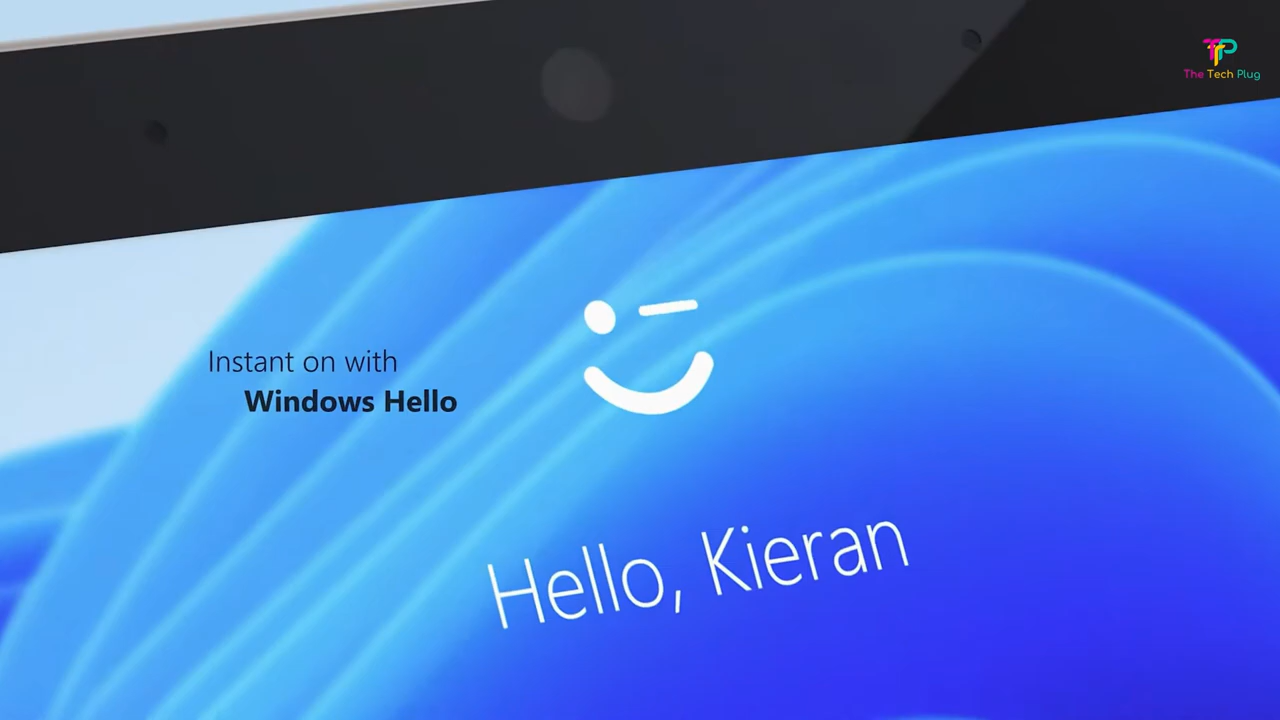 The Tech Plug
Instant on with
Windows Hello
Hello, Kieran